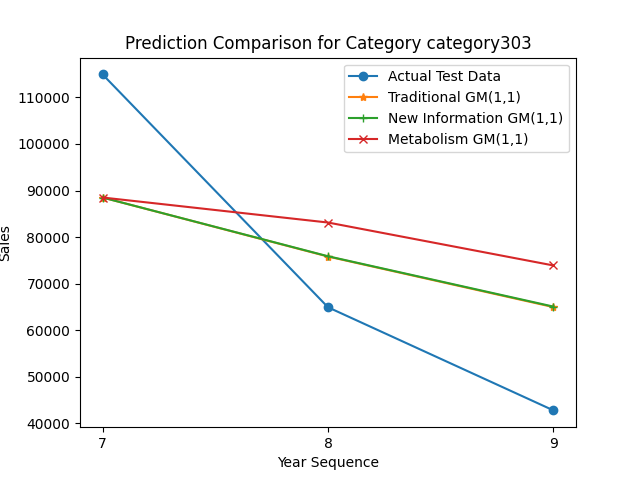 Prediction Comparison for Category category303
Actual Test Data
Traditional GM(1,1)
New Information GM(1,1)
Metabolism GM(1,1)
110000
100000
90000
80000
70000
60000
50000
40000
Sales
7
8
9
Year Sequence